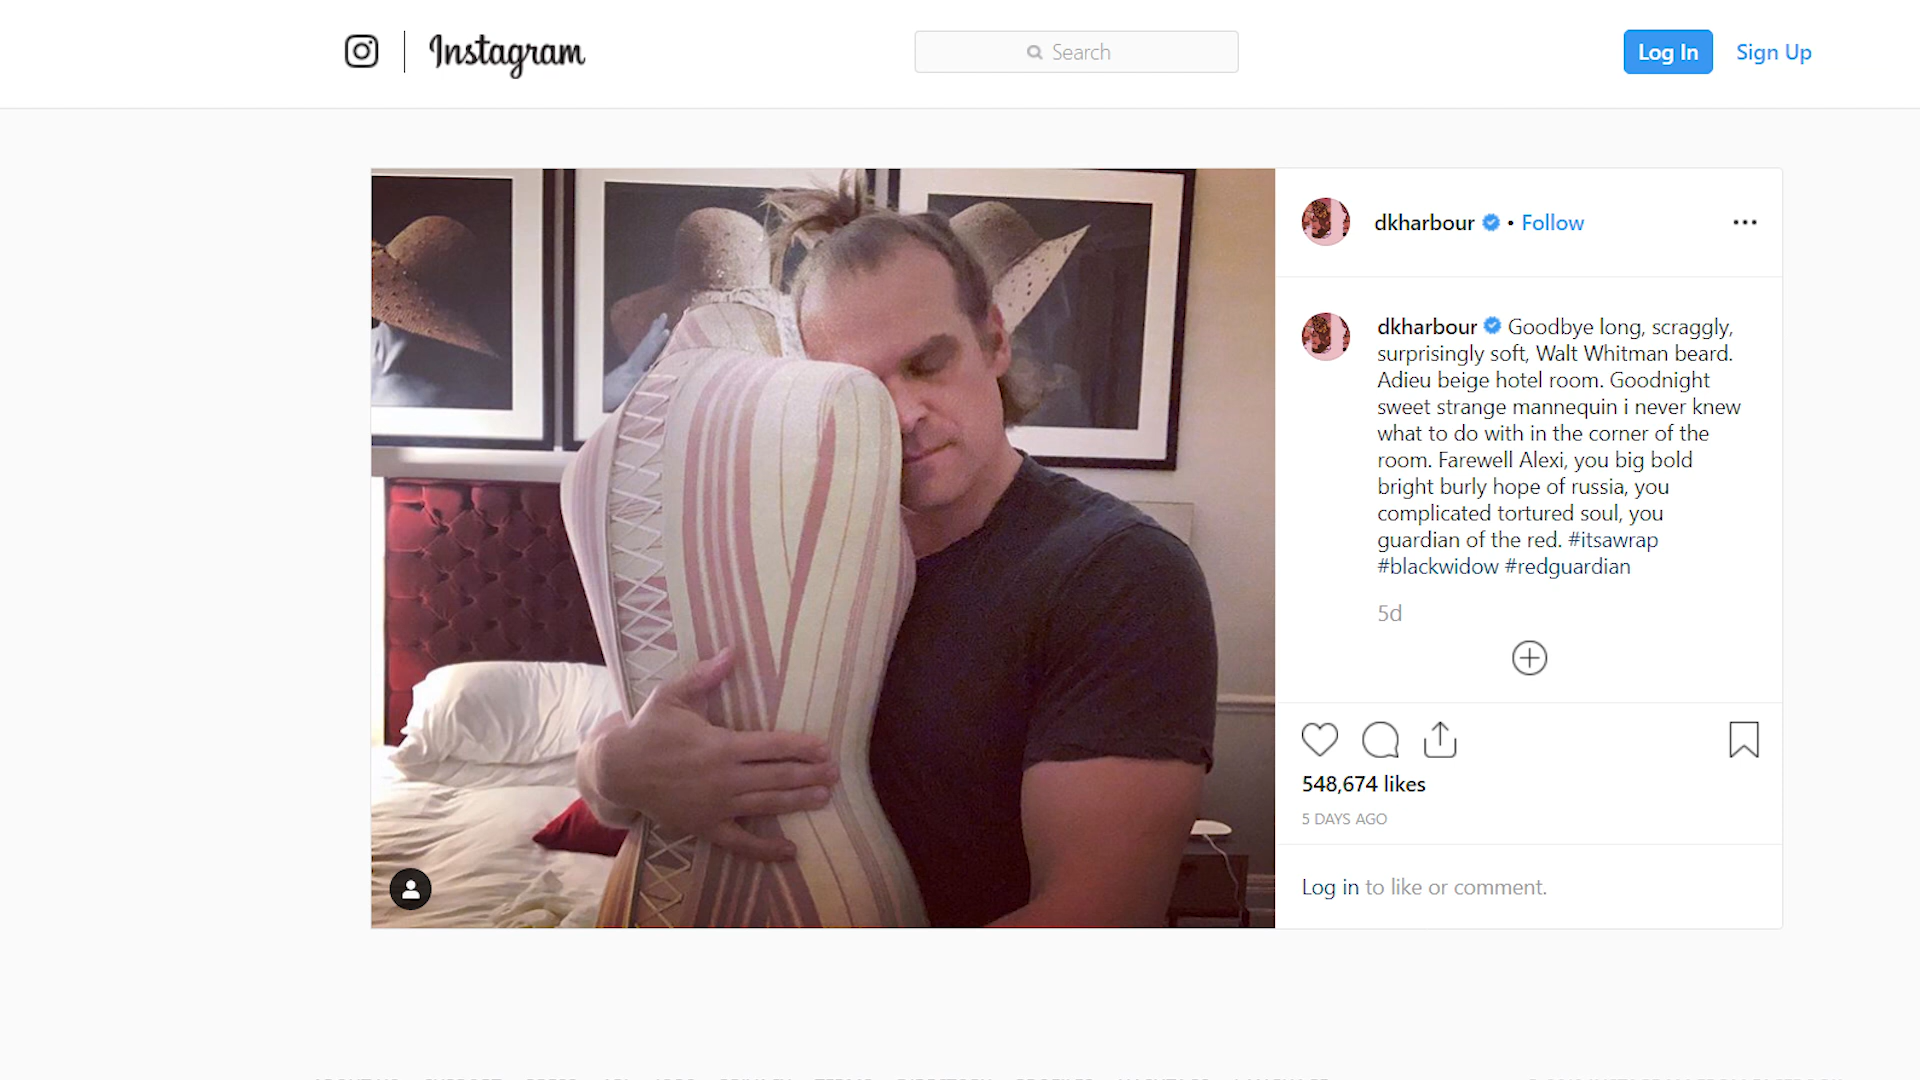 Instagram
Search
Log In
Sign Up
dkharbour • Follow
dkharbour Goodbye long, scraggly,
surprisingly soft, Walt Whitman beard.
Adieu beige hotel room. Goodnight
sweet strange mannequin i never knew
what to do with in the corner of the
room. Farewell Alexi, you big bold
bright burly hope of russia, you
complicated tortured soul, you
guardian of the red. #itsawrap
#blackwidow #redguardian
5d
548,674 likes
5 DAYS AGO
Log in to like or comment.